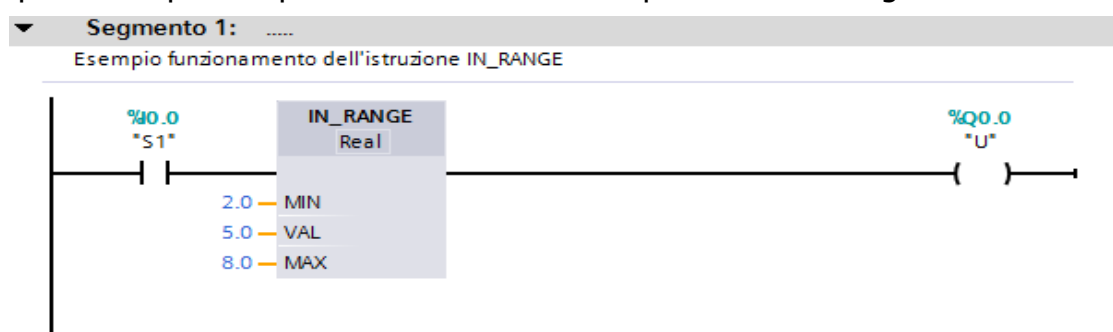 Segmento 1: .....
Esempio funzionamento dell'istruzione IN_RANGE
%I0.0
"S1"
IN_RANGE
Real
%Q0.0
"U"
2.0 MIN
5.0 VAL
8.0 MAX